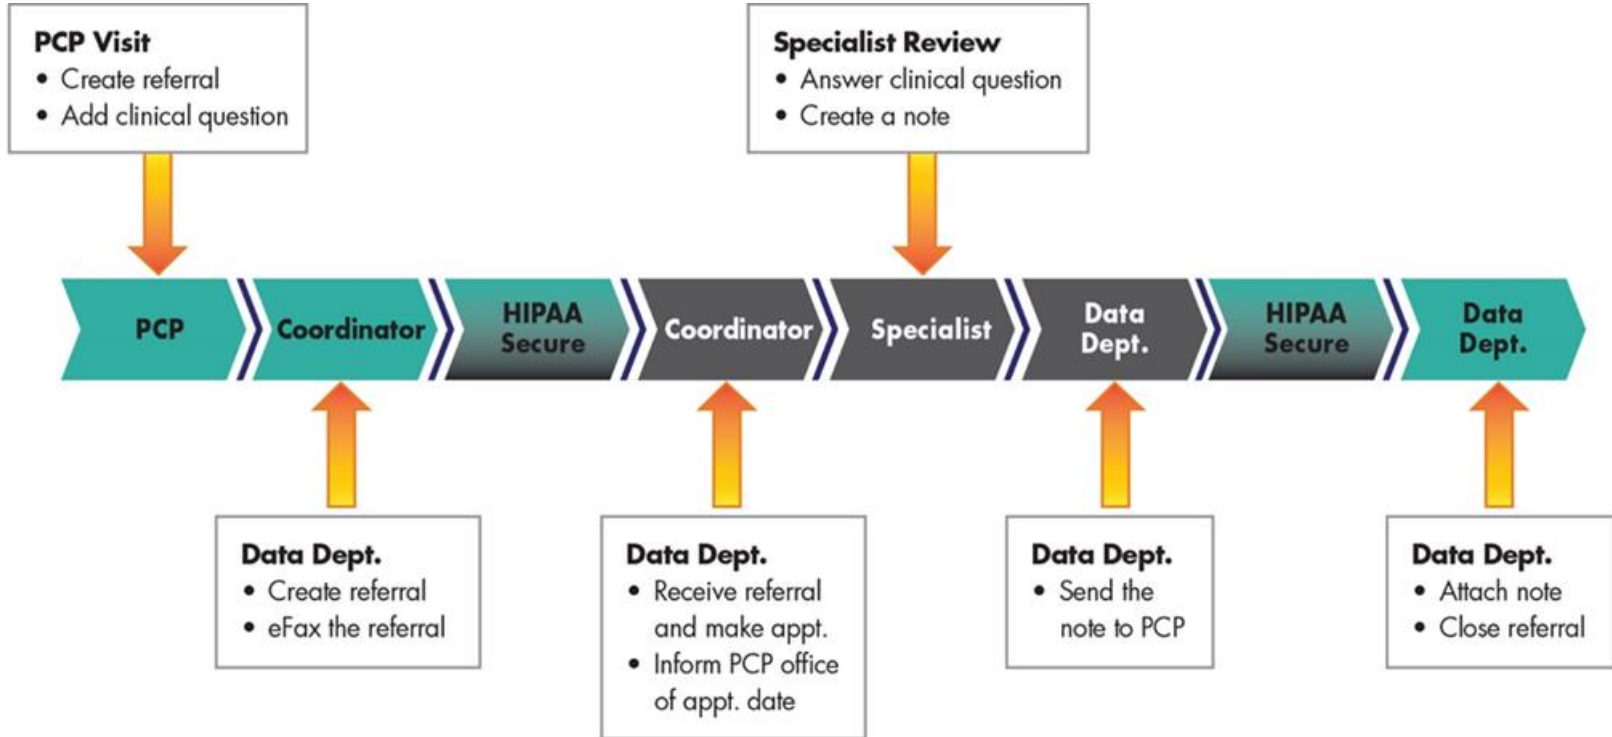 PCP Visit
• Create referral
• Add clinical question
Specialist Review
• Answer clinical question
• Create a note
PCP
Coordinator
HIPAA
Secure
Coordinator
Specialist
Data
Dept.
HIPAA
Secure
Data
Dept.
Data Dept.
• Create referral
• eFax the referral
Data Dept.
• Receive referral
and make appt.
• Inform PCP office
of appt. date
Data Dept.
• Send the
note to PCP
Data Dept.
• Attach note
• Close referral